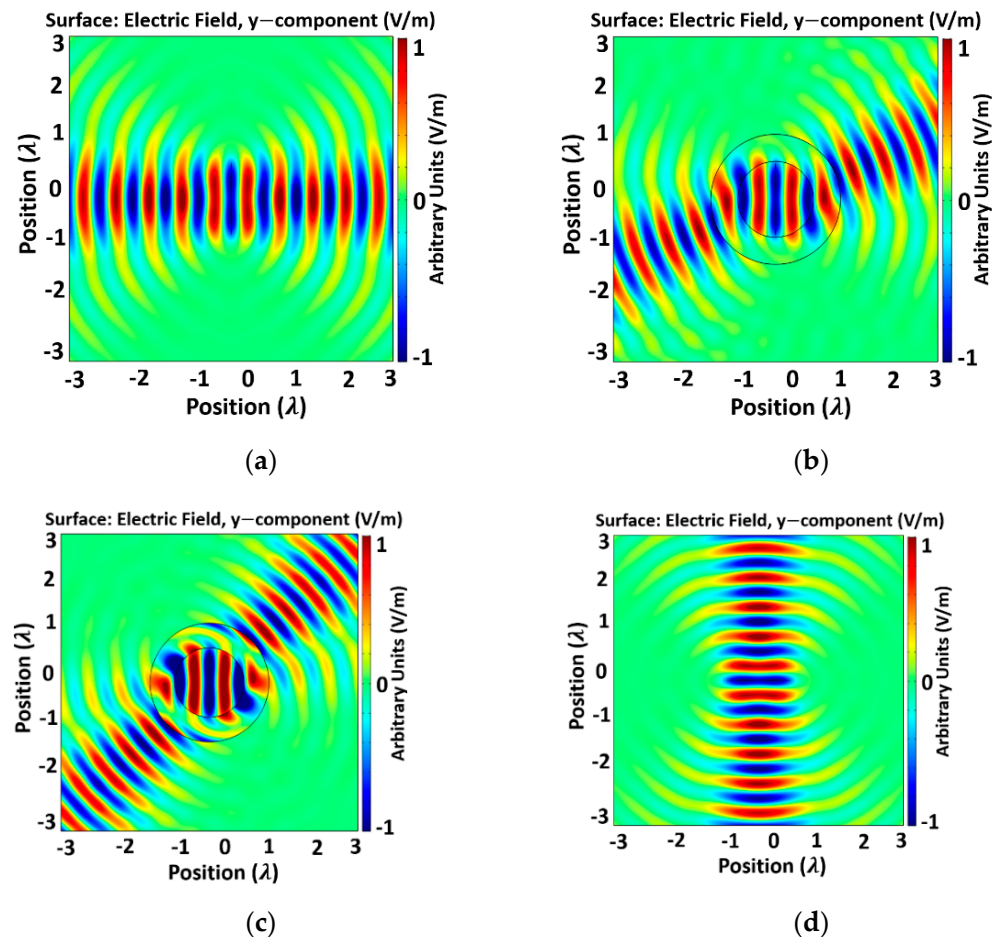 Surface: Electric Field, y−component (V/m)
3
2
1
0
-1
-2
-3
Position (λ)
-3 -2 -1 0 1 2 3
Position (λ)
1
0
-1
Arbitrary Units (V/m)
(a)
Surface: Electric Field, y−component (V/m)
3
2
1
0
-1
-2
-3
Position (λ)
-3 -2 -1 0 1 2 3
Position (λ)
1
0
-1
Arbitrary Units (V/m)
(b)
Surface: Electric Field, y−component (V/m)
3
2
1
0
-1
-2
-3
Position (λ)
-3 -2 -1 0 1 2 3
Position (λ)
1
0
-1
Arbitrary Units (V/m)
(c)
Surface: Electric Field, y−component (V/m)
3
2
1
0
-1
-2
-3
Position (λ)
-3 -2 -1 0 1 2 3
Position (λ)
1
0
-1
Arbitrary Units (V/m)
(d)